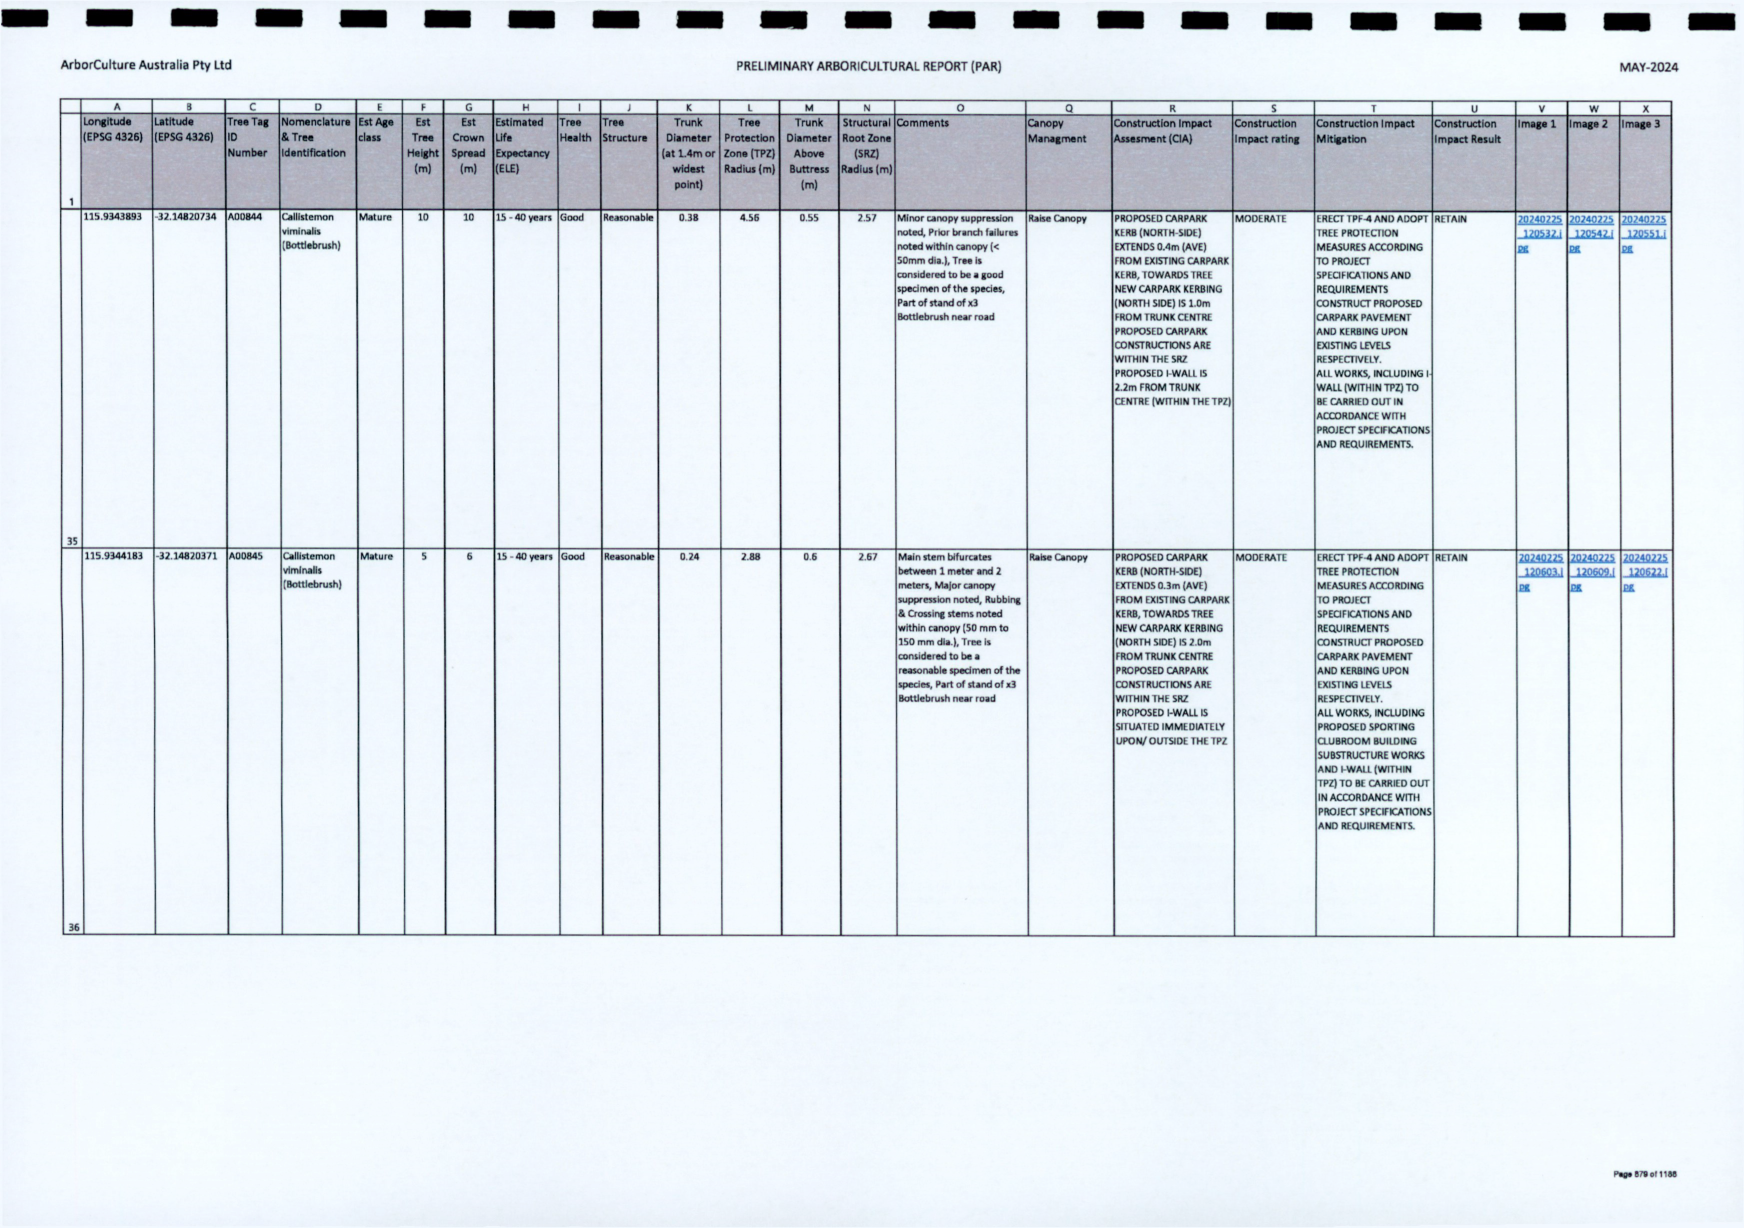 ArborCulture Australia Pty Ltd
PRELIMINARY ARBORICULTURAL REPORT (PAR)
MAY-2024
A B C D E F G H I J K L M N O Q R S T U V W X
1
Longitude
(EPSG 4326)
Latitude
(EPSG 4326)
Tree Tag
ID
Number
Nomenclature
& Tree
Identification
Est Age
class
Est
Tree
Height
(m)
Est
Crown
Spread
(m)
Estimated
Life
Expectancy
(ELE)
Tree
Health
Tree
Structure
Trunk
Diameter
(at 1.4m or
widest
point)
Tree
Protection
Zone (TPZ)
Radius (m)
Trunk
Diameter
Above
Buttress
(m)
Structural
Root Zone
(SRZ)
Radius (m)
Comments
Canopy
Managment
Construction Impact
Assesment (CIA)
Construction
Impact rating
Construction Impact
Mitigation
Construction
Impact Result
Image 1
Image 2
Image 3
35
115.9343893
-32.14820734
A00844
Callistemon
viminalis
(Bottlebrush)
Mature
10
10
15 - 40 years
Good
Reasonable
0.38
4.56
0.55
2.57
Minor canopy suppression
noted, Prior branch failures
noted within canopy (<
50mm dia.), Tree is
considered to be a good
specimen of the species,
Part of stand of x3
Bottlebrush near road
Raise Canopy
PROPOSED CARPARK
KERB (NORTH-SIDE)
EXTENDS 0.4m (AVE)
FROM EXISTING CARPARK
KERB, TOWARDS TREE
NEW CARPARK KERBING
(NORTH SIDE) IS 1.0m
FROM TRUNK CENTRE
PROPOSED CARPARK
CONSTRUCTIONS ARE
WITHIN THE SRZ
PROPOSED I-WALL IS
2.2m FROM TRUNK
CENTRE (WITHIN THE TPZ)
MODERATE
ERECT TPF-4 AND ADOPT
TREE PROTECTION
MEASURES ACCORDING
TO PROJECT
SPECIFICATIONS AND
REQUIREMENTS
CONSTRUCT PROPOSED
CARPARK PAVEMENT
AND KERBING UPON
EXISTING LEVELS
RESPECTIVELY.
ALL WORKS, INCLUDING I-
WALL (WITHIN TPZ) TO
BE CARRIED OUT IN
ACCORDANCE WITH
PROJECT SPECIFICATIONS
AND REQUIREMENTS.
RETAIN
20240225
_120532.j
pg
20240225
_120542.j
pg
20240225
_120551.j
pg
36
115.9344183
-32.14820371
A00845
Callistemon
viminalis
(Bottlebrush)
Mature
5
6
15 - 40 years
Good
Reasonable
0.24
2.88
0.6
2.67
Main stem bifurcates
between 1 meter and 2
meters, Major canopy
suppression noted, Rubbing
& Crossing stems noted
within canopy (50 mm to
150 mm dia.), Tree is
considered to be a
reasonable specimen of the
species, Part of stand of x3
Bottlebrush near road
Raise Canopy
PROPOSED CARPARK
KERB (NORTH-SIDE)
EXTENDS 0.3m (AVE)
FROM EXISTING CARPARK
KERB, TOWARDS TREE
NEW CARPARK KERBING
(NORTH SIDE) IS 2.0m
FROM TRUNK CENTRE
PROPOSED CARPARK
CONSTRUCTIONS ARE
WITHIN THE SRZ
PROPOSED I-WALL IS
SITUATED IMMEDIATELY
UPON/ OUTSIDE THE TPZ
MODERATE
ERECT TPF-4 AND ADOPT
TREE PROTECTION
MEASURES ACCORDING
TO PROJECT
SPECIFICATIONS AND
REQUIREMENTS
CONSTRUCT PROPOSED
CARPARK PAVEMENT
AND KERBING UPON
EXISTING LEVELS
RESPECTIVELY.
ALL WORKS, INCLUDING
PROPOSED SPORTING
CLUBROOM BUILDING
SUBSTRUCTURE WORKS
AND I-WALL (WITHIN
TPZ) TO BE CARRIED OUT
IN ACCORDANCE WITH
PROJECT SPECIFICATIONS
AND REQUIREMENTS.
RETAIN
20240225
_120603.j
pg
20240225
_120609.j
pg
20240225
_120622.j
pg
Page 879 of 1188